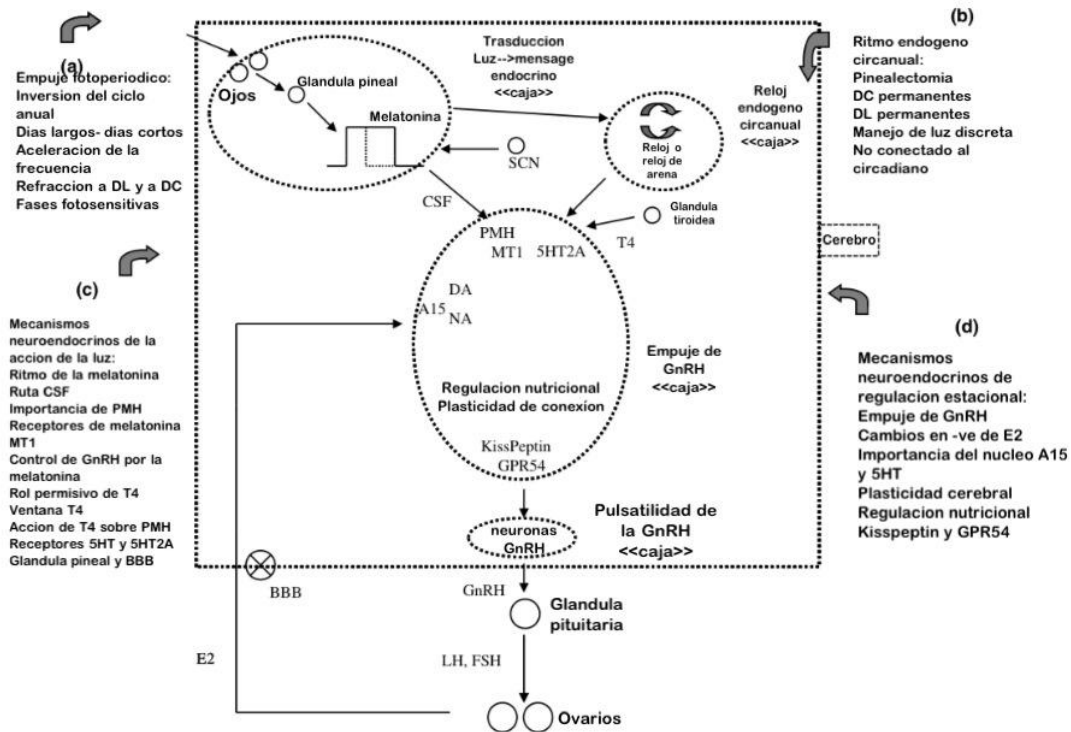 (a)
Empuje fotoperiodico:
Inversion del ciclo
anual
Dias largos- dias cortos
Aceleracion de la
frecuencia
Refraccion a DL y a DC
Fases fotosensitivas
Ojos
Glandula pineal
Melatonina
Trasduccion
Luz-->mensage
endocrino
<<caja>>
SCN
CSF
Reloj o
reloj de
arena
Reloj
endogeno
circanual
<<caja>>
(b)
Ritmo endogeno
circanual:
Pinealectomia
DC permanentes
DL permanentes
Manejo de luz discreta
No conectado al
circadiano
Glandula
tiroidea
T4
Cerebro
PMH
MT1 5HT2A
DA
A15
NA
Regulacion nutricional
Plasticidad de conexíon
KissPeptin
GPR54
Empuje de
GnRH
<<caja>>
(c)
Mecanismos
neuroendocrinos de la
accion de la luz:
Ritmo de la melatonina
Ruta CSF
Importancia de PMH
Receptores de melatonina
MT1
Control de GnRH por la
melatonina
Rol permisivo de T4
Ventana T4
Accion de T4 sobre PMH
Receptores 5HT y 5HT2A
Glandula pineal y BBB
(d)
Mecanismos
neuroendocrinos de
regulacion estacional:
Empuje de GnRH
Cambios en -ve de E2
Importancia del nucleo A15
y 5HT
Plasticidad cerebral
Regulacion nutricional
Kisspeptin y GPR54
neuronas
GnRH
Pulsatilidad de
la GnRH
<<caja>>
BBB
GnRH
Glandula
pituitaria
E2
LH, FSH
Ovarios